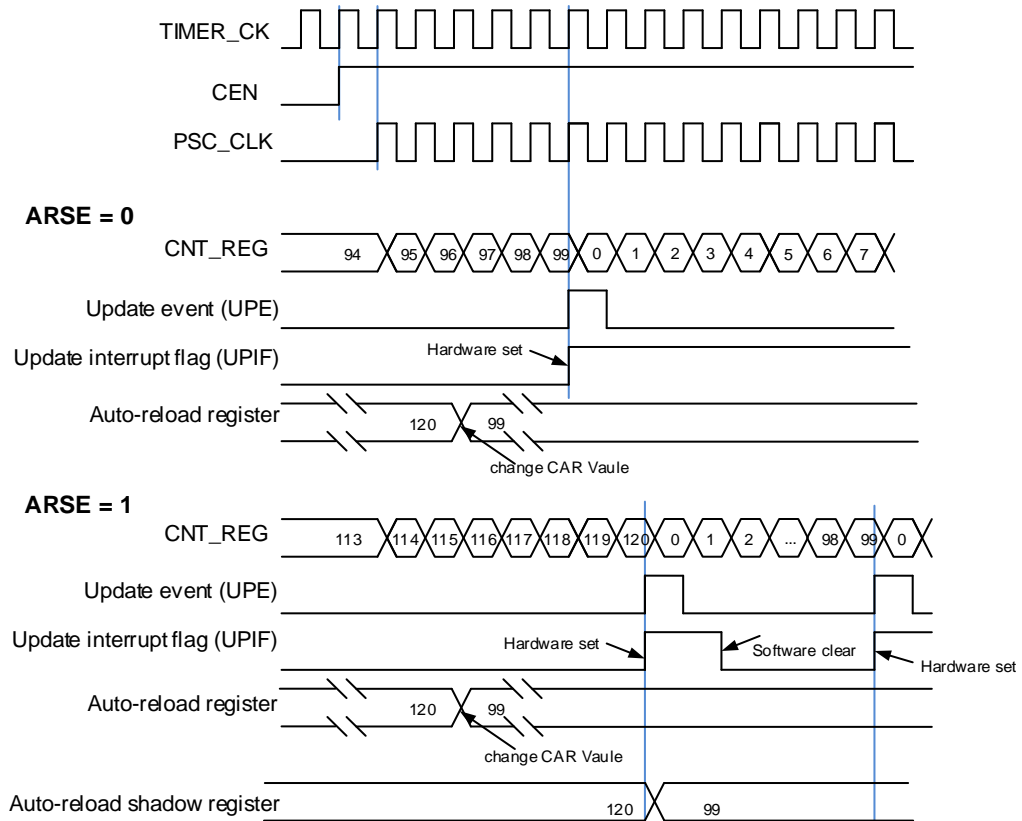 TIMER_CK
CEN
PSC_CLK
ARSE = 0
CNT_REG 94 95 96 97 98 99 0 1 2 3 4 5 6 7
Update event (UPE)
Hardware set
Update interrupt flag (UPIF)
Auto-reload register 120 99
change CAR Vaule
ARSE = 1
CNT_REG 113 114 115 116 117 118 119 120 0 1 2 ... 98 99 0
Update event (UPE)
Update interrupt flag (UPIF) Hardware set Software clear Hardware set
Auto-reload register 120 99
change CAR Vaule
Auto-reload shadow register 120 99